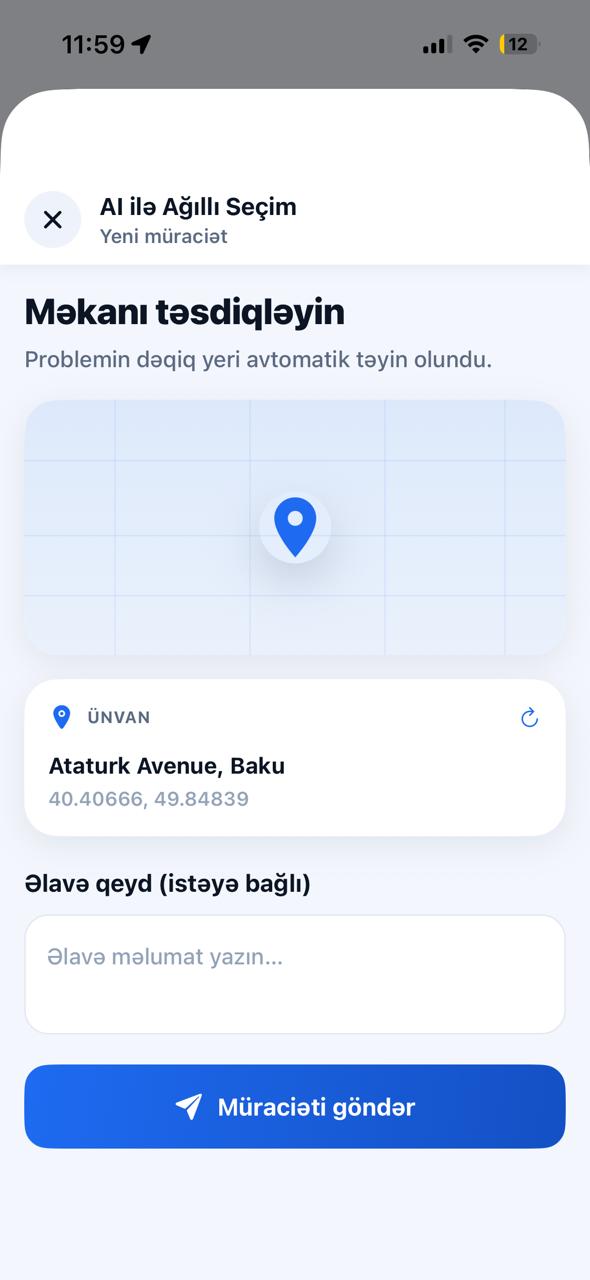 11:59
12
AI ilə Ağıllı Seçim
Yeni müraciət
Məkanı təsdiqləyin
Problemin dəqiq yeri avtomatik təyin olundu.
ÜNVAN
Ataturk Avenue, Baku
40.40666, 49.84839
Əlavə qeyd (istəyə bağlı)
Əlavə məlumat yazın...
Müraciəti göndər